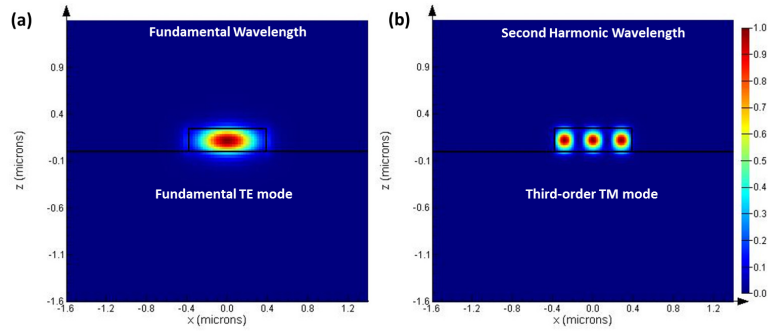 (a)
Fundamental Wavelength
Fundamental TE mode
z (microns)
0.9
0.4
-0.1
-0.6
-1.1
-1.6
-1.6 -1.2 -0.8 -0.4 0.0 0.4 0.8 1.2
x (microns)
(b)
Second Harmonic Wavelength
Third-order TM mode
z (microns)
0.9
0.4
-0.1
-0.6
-1.1
-1.6
-1.6 -1.2 -0.8 -0.4 0.0 0.4 0.8 1.2
x (microns)
1.0
0.9
0.8
0.7
0.6
0.5
0.4
0.3
0.2
0.1
0.0